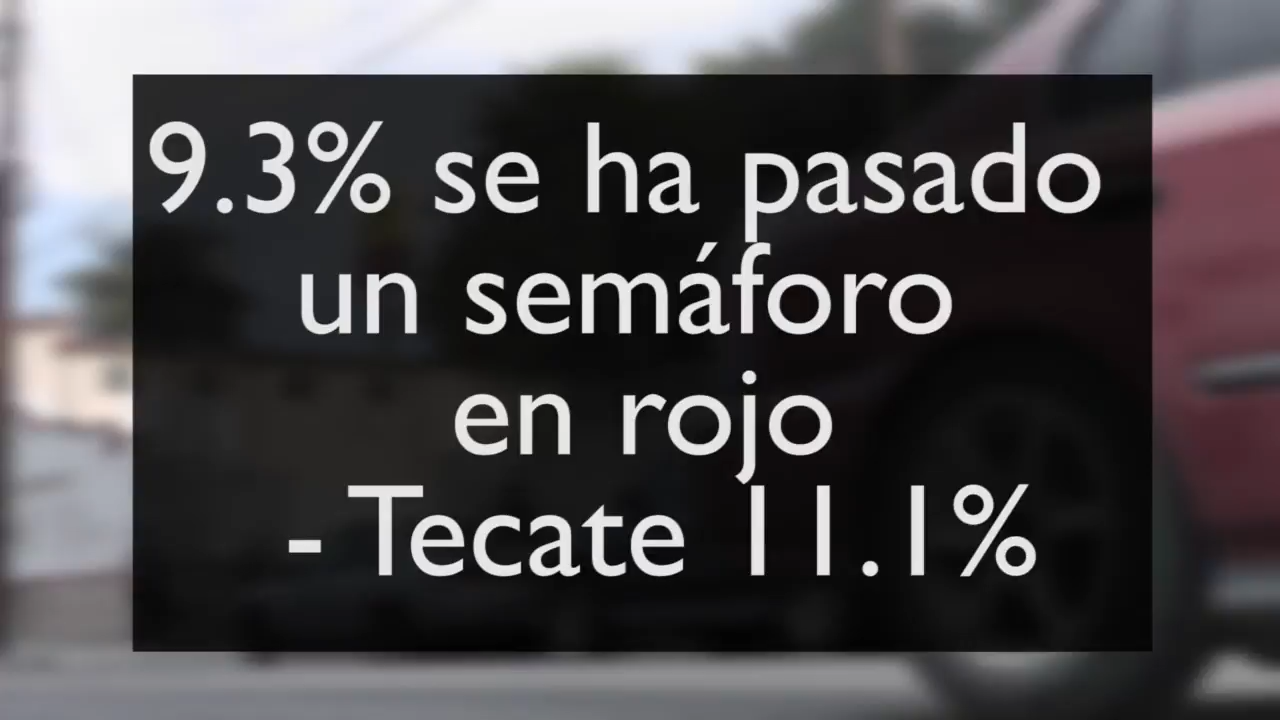 9.3% se ha pasado
un semáforo
en rojo
- Tecate 11.1%